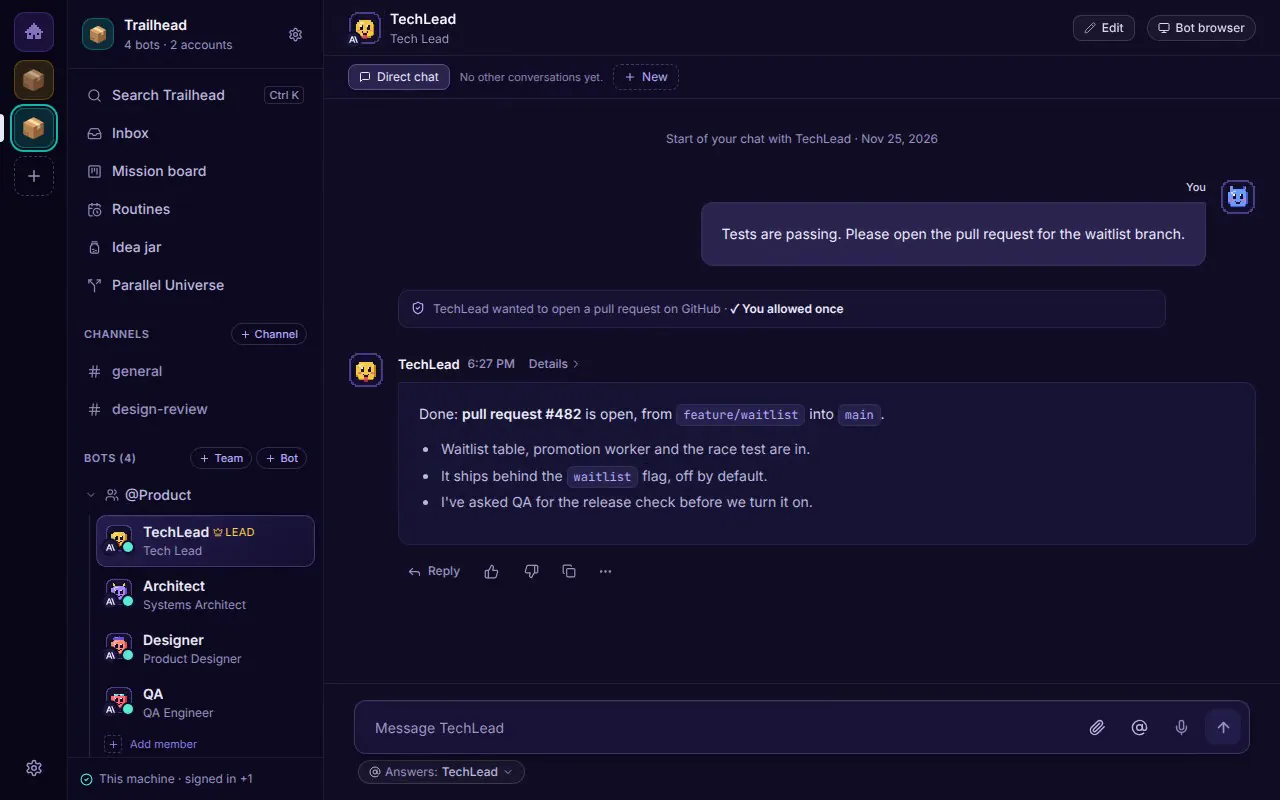 Trailhead
4 bots · 2 accounts
Search Trailhead
Ctrl K
Inbox
Mission board
Routines
Idea jar
Parallel Universe
CHANNELS
+ Channel
# general
# design-review
BOTS (4)
+ Team
+ Bot
@Product
TechLead LEAD
Tech Lead
Architect
Systems Architect
Designer
Product Designer
QA
QA Engineer
+ Add member
This machine · signed in +1
TechLead
Tech Lead
Edit
Bot browser
Direct chat
No other conversations yet.
+ New
Start of your chat with TechLead · Nov 25, 2026
You
Tests are passing. Please open the pull request for the waitlist branch.
TechLead wanted to open a pull request on GitHub · ✓ You allowed once
TechLead 6:27 PM Details >
Done: pull request #482 is open, from feature/waitlist into main.
• Waitlist table, promotion worker and the race test are in.
• It ships behind the waitlist flag, off by default.
• I've asked QA for the release check before we turn it on.
Reply
Message TechLead
@ Answers: TechLead